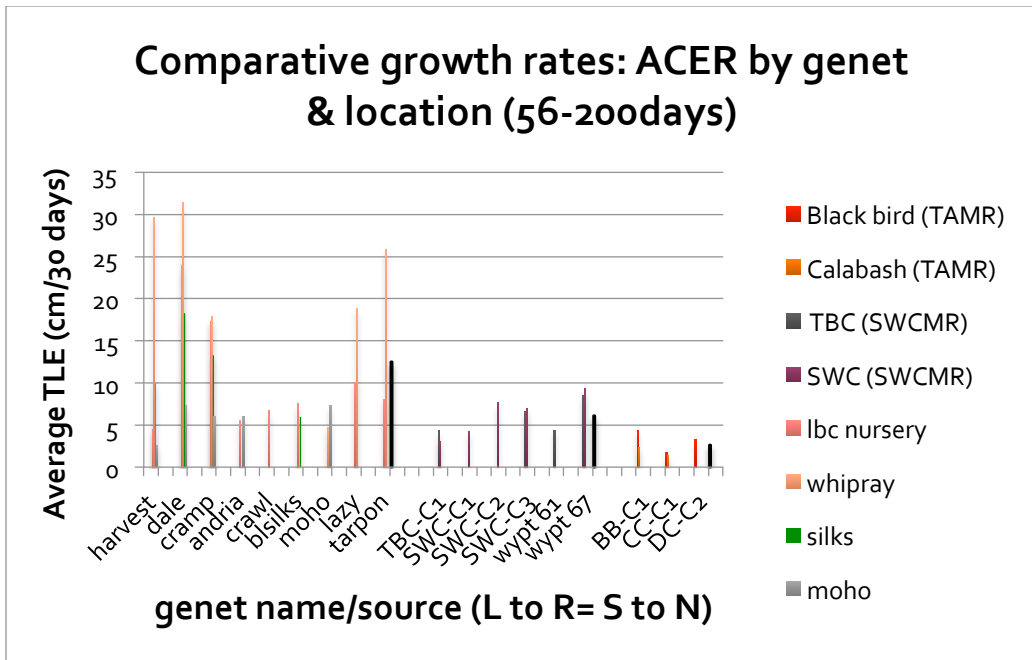 Comparative growth rates: ACER by genet
& location (56-200days)
Average TLE (cm/30 days)
35
30
25
20
15
10
5
0
harvest
dale
cramp
andria
crawl
blsilks
moho
lazy
tarpon
TBC-C1
SWC-C1
SWC-C2
SWC-C3
wypt 61
wypt 67
BB-C1
CC-C1
DC-C2
genet name/source (L to R= S to N)
Black bird (TAMR)
Calabash (TAMR)
TBC (SWCMR)
SWC (SWCMR)
lbc nursery
whipray
silks
moho